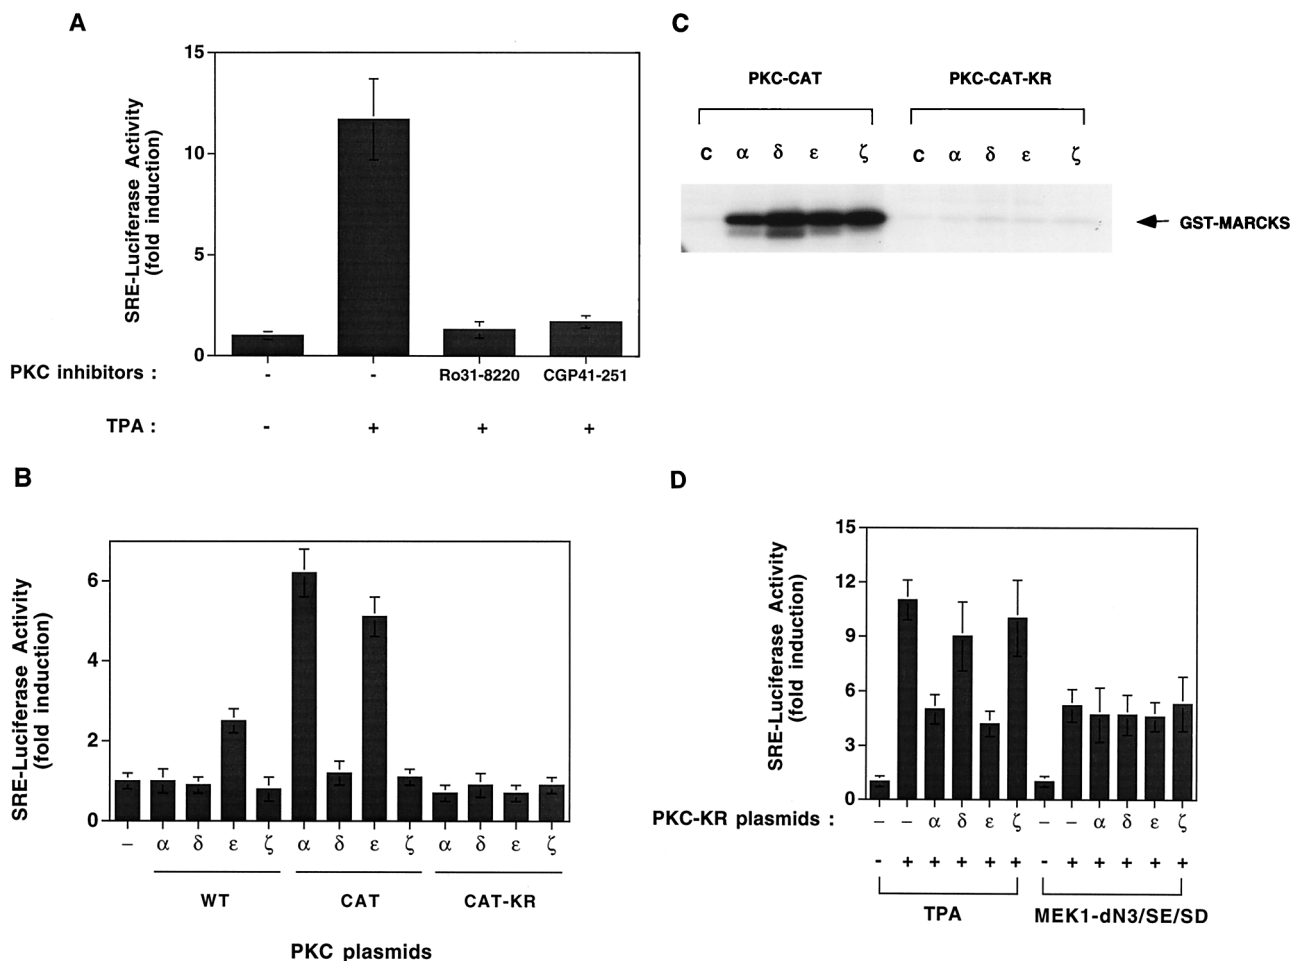 A
SRE-Luciferase Activity
(fold induction)
15
10
5
0
PKC inhibitors :
- - Ro31-8220 CGP41-251
TPA :
- + + +
B
SRE-Luciferase Activity
(fold induction)
6
4
2
0
– α δ ε ζ α δ ε ζ α δ ε ζ
WT CAT CAT-KR
PKC plasmids
C
PKC-CAT PKC-CAT-KR
C α δ ε ζ C α δ ε ζ
GST-MARCKS
D
SRE-Luciferase Activity
(fold induction)
15
12
9
6
3
0
PKC-KR plasmids :
– – α δ ε ζ – – α δ ε ζ
- + + + + + - + + + + +
TPA MEK1-dN3/SE/SD